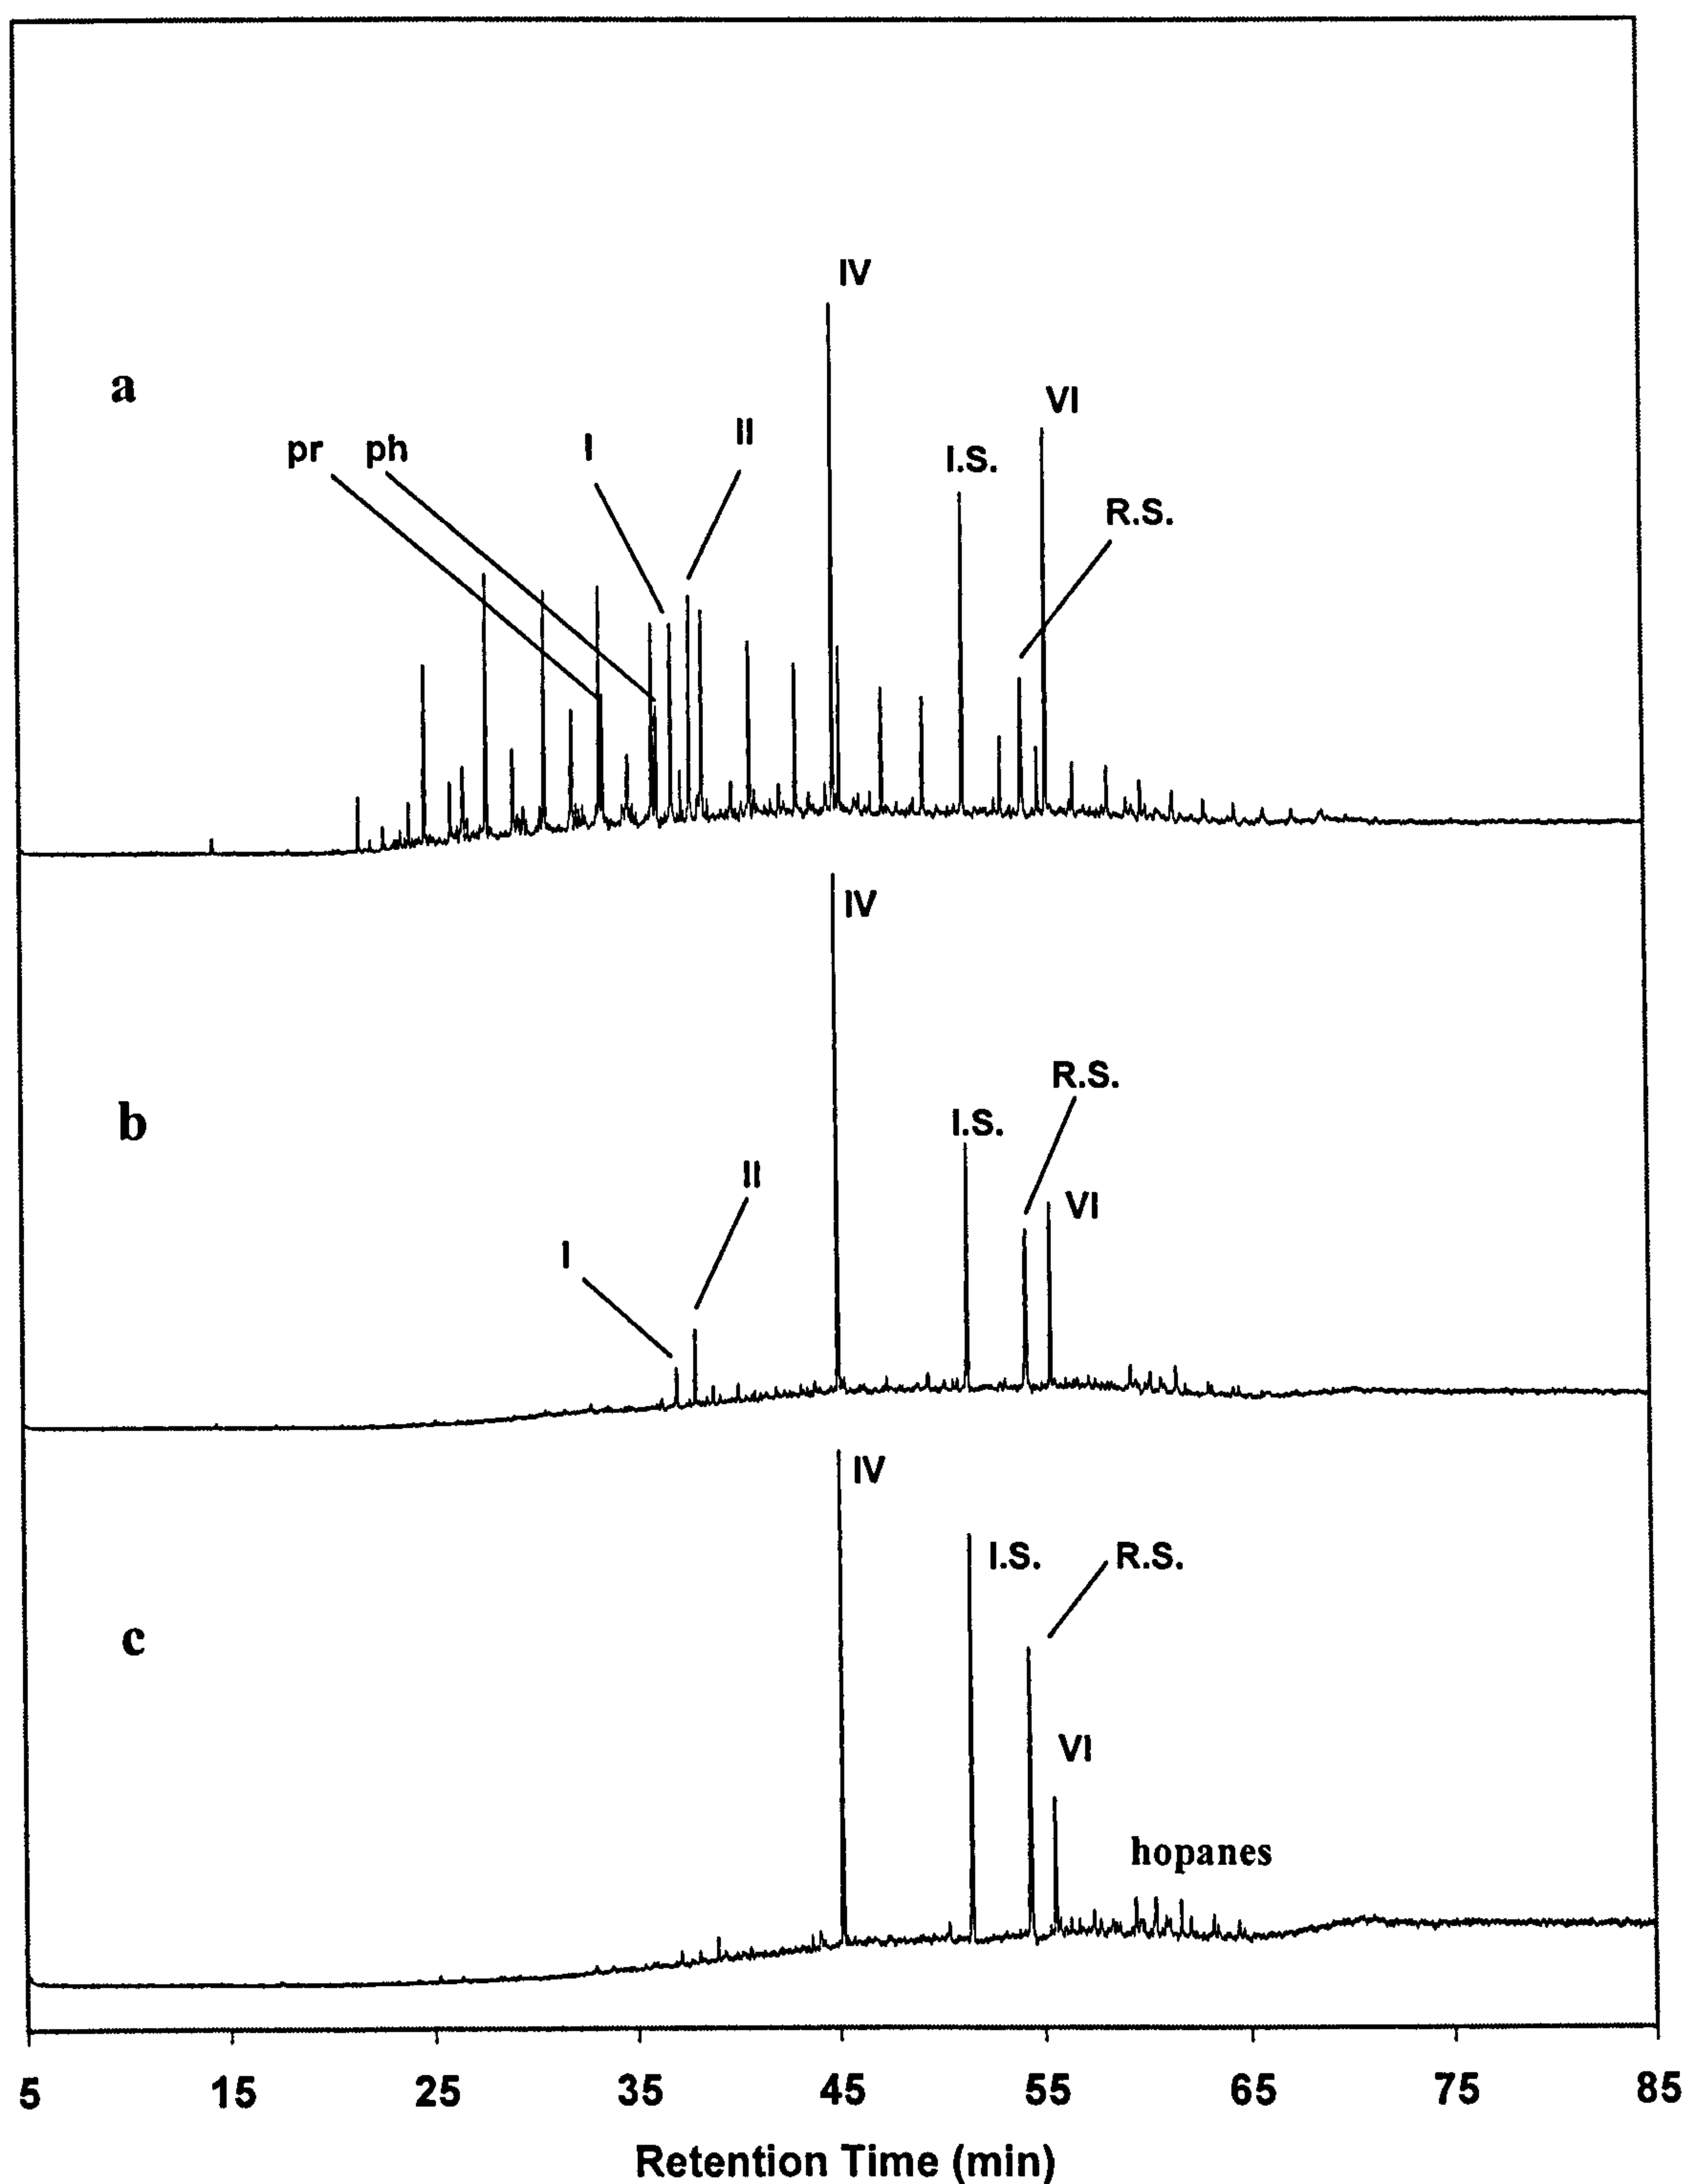 IV
a
VI
pr ph I II
I.S.
R.S.
IV
b
R.S.
I.S.
II
VI
I
IV
c
I.S. R.S.
VI
hopanes
5 15 25 35 45 55 65 75 85
Retention Time (min)